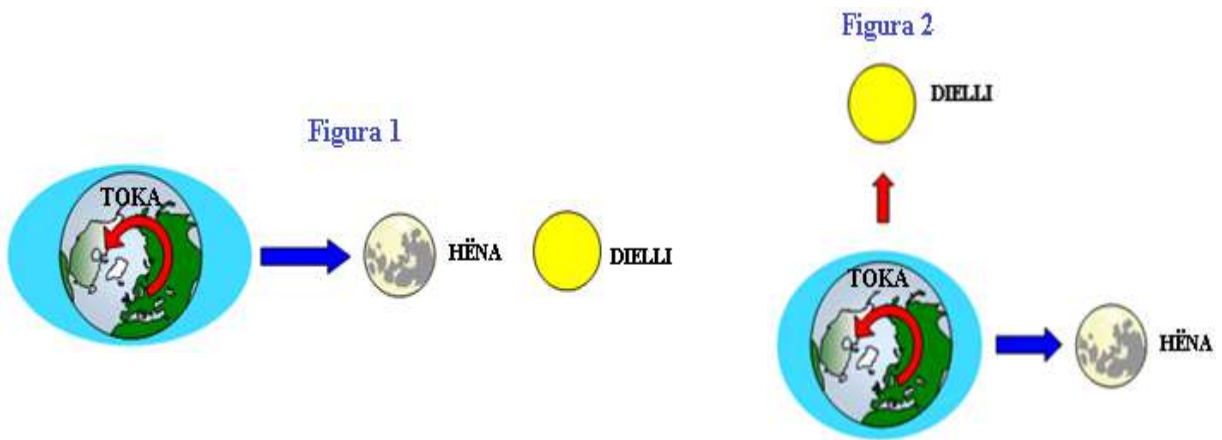 Figura 1
TOKA
HËNA
DIELLI
Figura 2
DIELLI
TOKA
HËNA